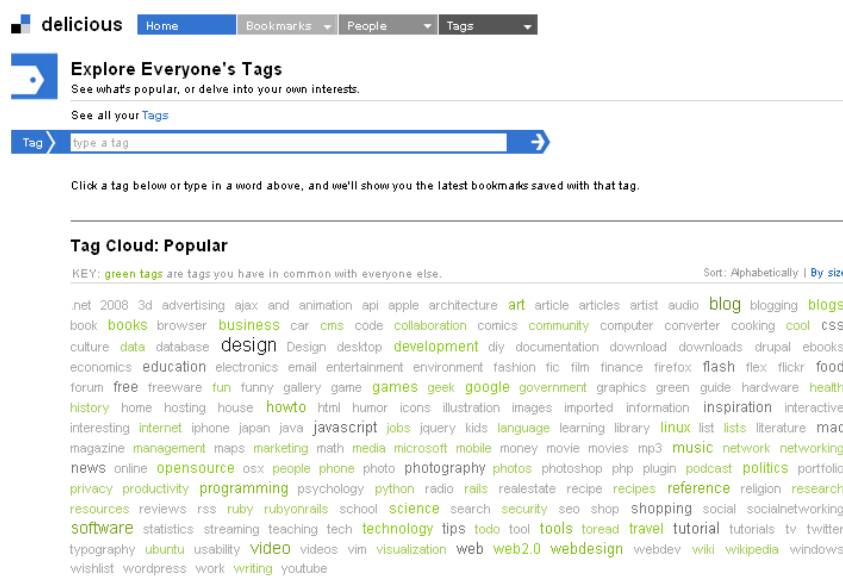 delicious Home Bookmarks People Tags
Explore Everyone's Tags
See what's popular, or delve into your own interests.
See all your Tags
Tag type a tag
Click a tag below or type in a word above, and we'll show you the latest bookmarks saved with that tag.
Tag Cloud: Popular
KEY: green tags are tags you have in common with everyone else. Sort: Alphabetically | By size
.net 2008 3d advertising ajax and animation api apple architecture art article articles artist audio blog blogging blogs
book books browser business car cms code collaboration comics community computer converter cooking cool css
culture data database design Design desktop development diy documentation download downloads drupal ebooks
economics education electronics email entertainment environment fashion fic film finance firefox flash flex flickr food
forum free freeware fun funny gallery game games geek google government graphics green guide hardware health
history home hosting house howto html humor icons illustration images imported information inspiration interactive
interesting internet iphone japan java javascript jobs jquery kids language learning library linux list lists literature mac
magazine management maps marketing math media microsoft mobile money movie movies mp3 music network networking
news online opensource osx people phone photo photography photos photoshop php plugin podcast politics portfolio
privacy productivity programming psychology python radio rails realestate recipe recipes reference religion research
resources reviews rss ruby rubyonrails school science search security seo shop shopping social socialnetworking
software statistics streaming teaching tech technology tips todo tool tools toread travel tutorial tutorials tv twitter
typography ubuntu usability video videos vim visualization web web2.0 webdesign webdev wiki wikipedia windows
wishlist wordpress work writing youtube